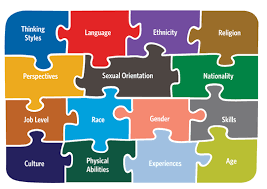 Thinking
Styles
Language
Ethnicity
Religion
Perspectives
Sexual Orientation
Nationality
Job Level
Race
Gender
Skills
Culture
Physical
Abilities
Experiences
Age